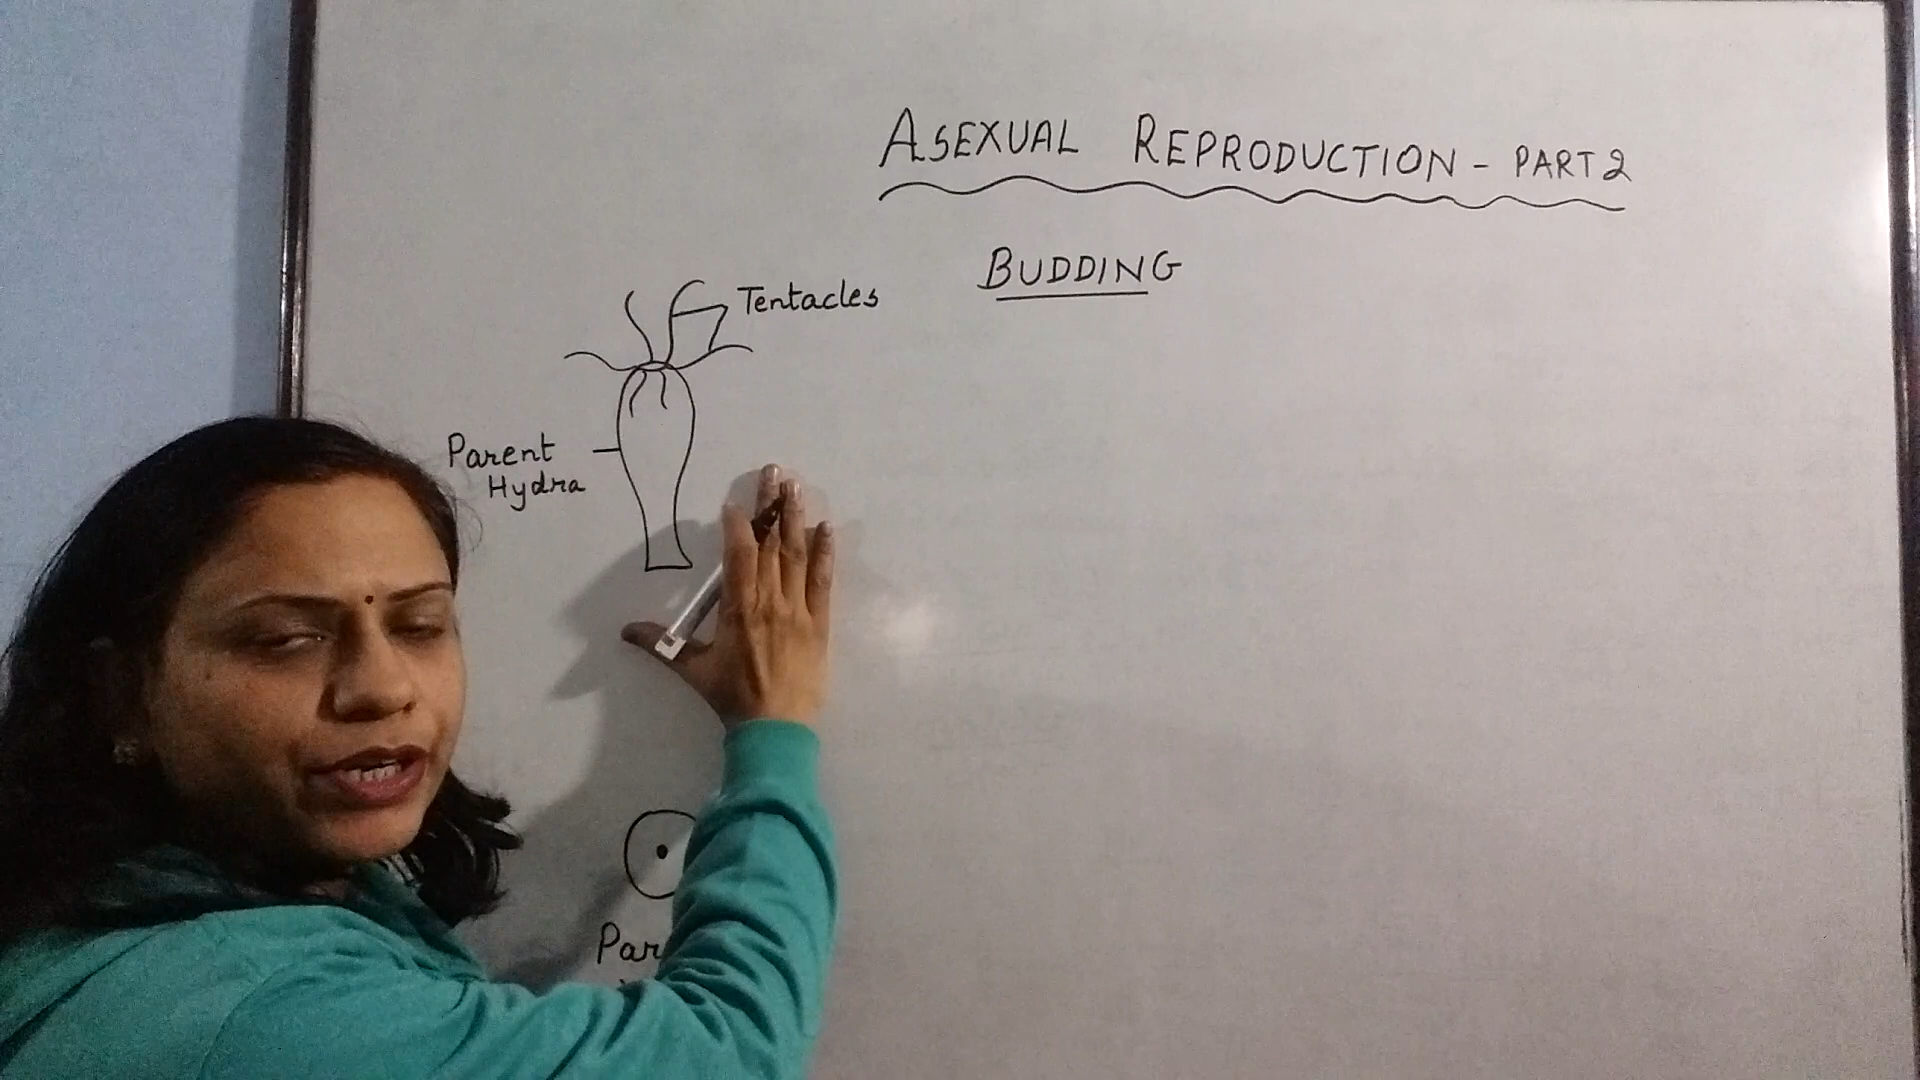 ASEXUAL REPRODUCTION - PART 2
BUDDING
Tentacles
Parent
Hydra